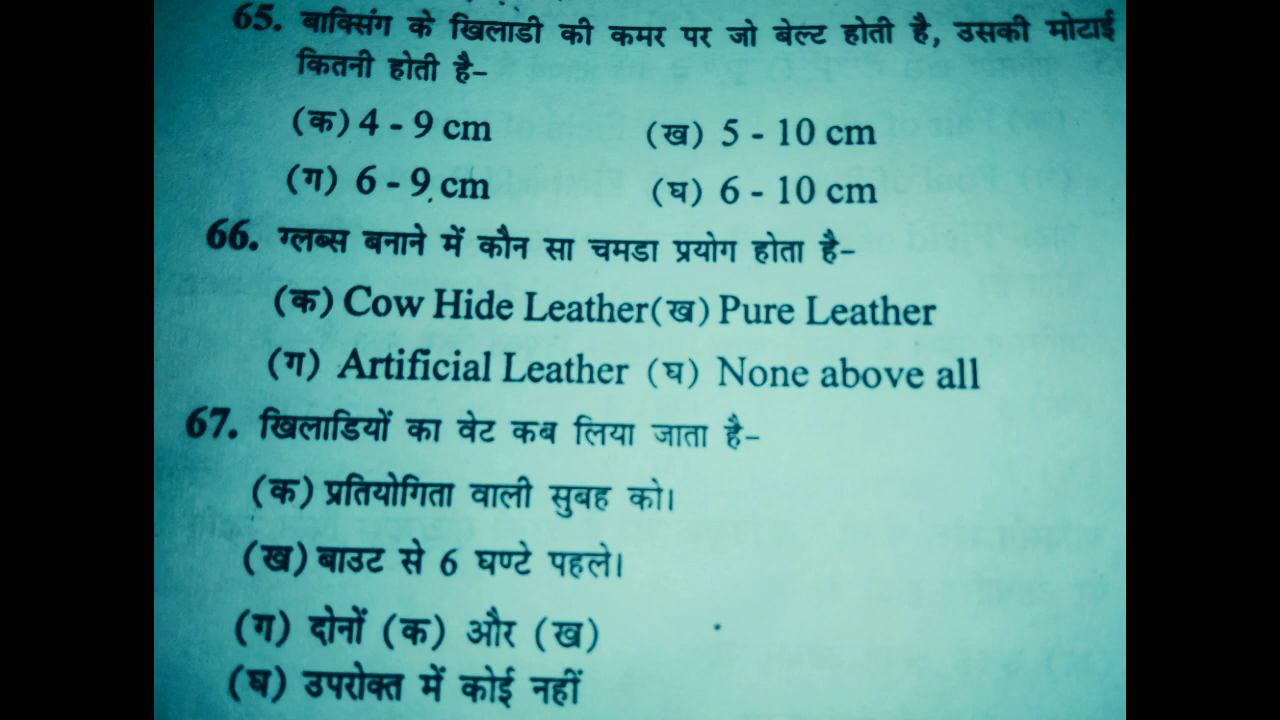 65. बाक्सिंग के खिलाडी की कमर पर जो बेल्ट होती है, उसकी मोटाई
कितनी होती है–
(क) 4 - 9 cm (ख) 5 - 10 cm
(ग) 6 - 9 cm (घ) 6 - 10 cm
66. ग्लब्स बनाने में कौन सा चमडा प्रयोग होता है–
(क) Cow Hide Leather (ख) Pure Leather
(ग) Artificial Leather (घ) None above all
67. खिलाडियों का वेट कब लिया जाता है–
(क) प्रतियोगिता वाली सुबह को।
(ख) बाउट से 6 घण्टे पहले।
(ग) दोनों (क) और (ख)
(घ) उपरोक्त में कोई नहीं